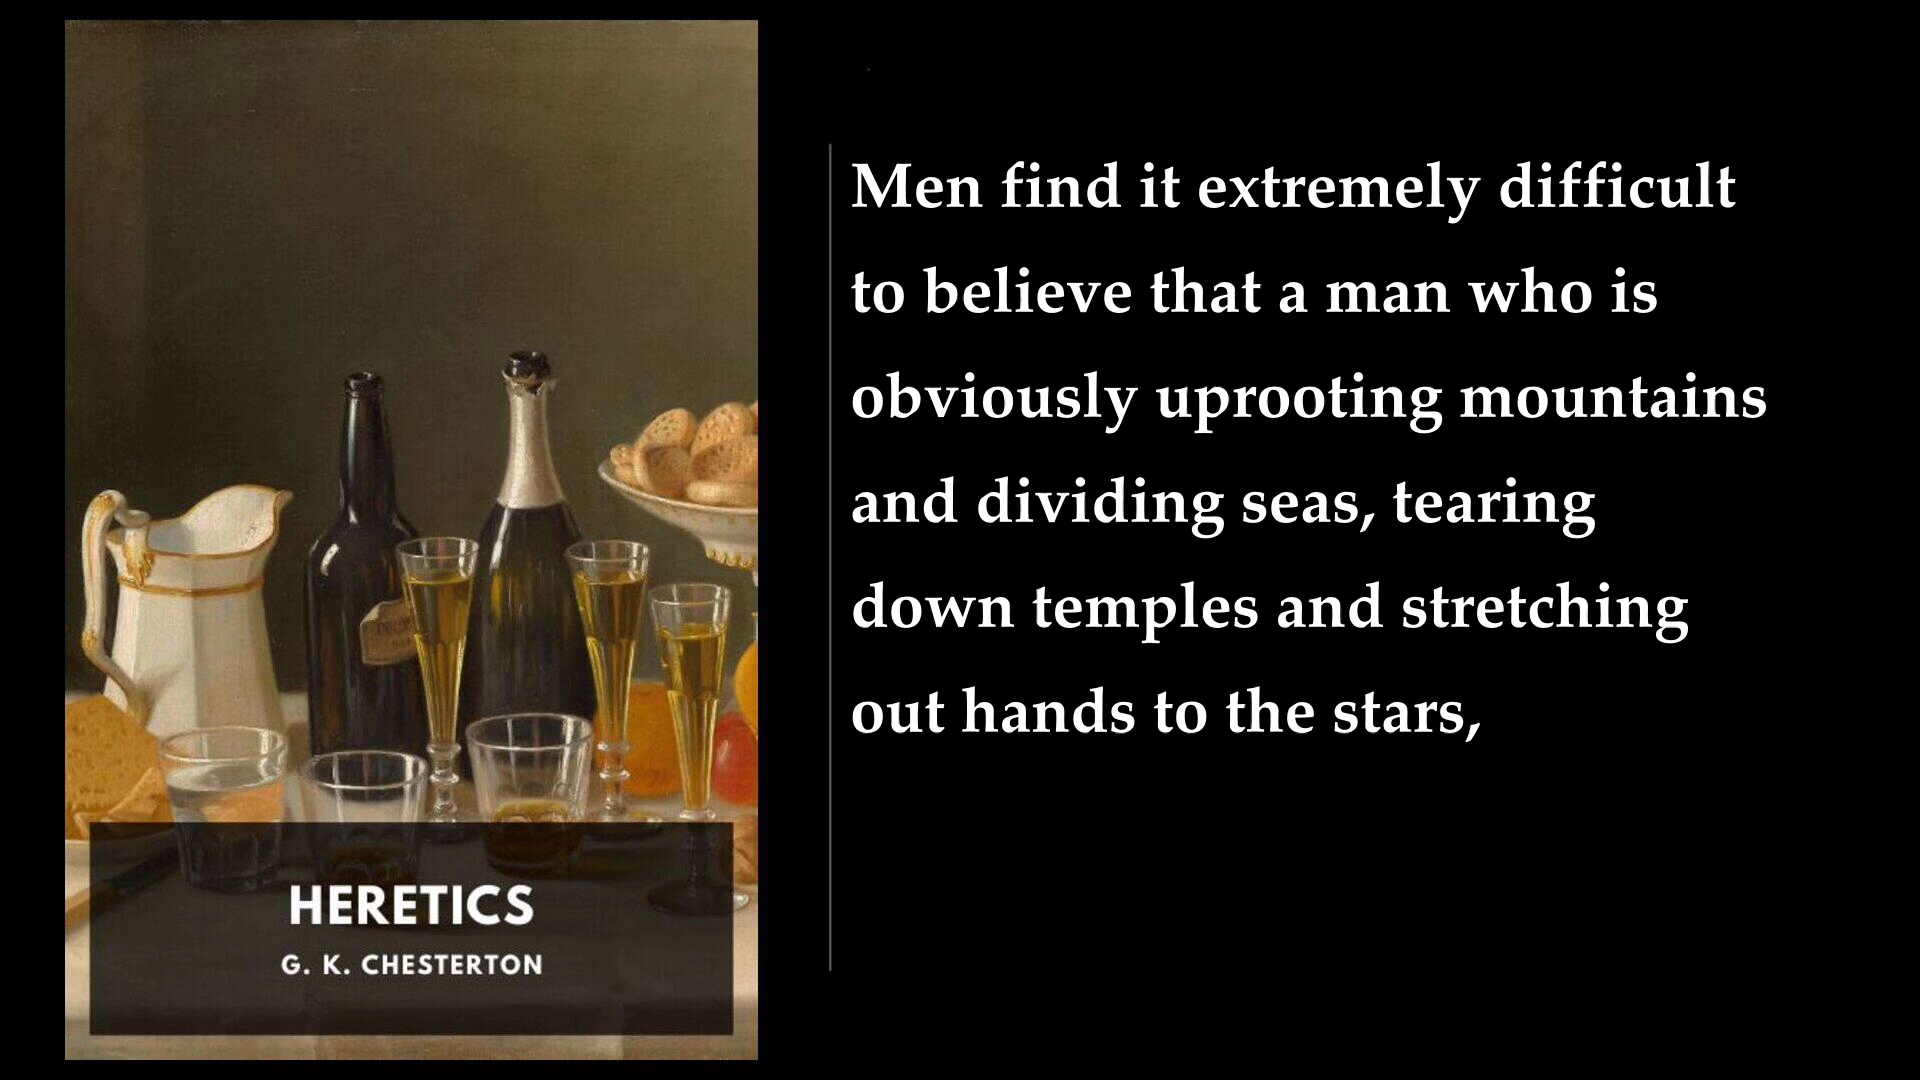 Men find it extremely difficult
to believe that a man who is
obviously uprooting mountains
and dividing seas, tearing
down temples and stretching
out hands to the stars,
HERETICS
G. K. CHESTERTON